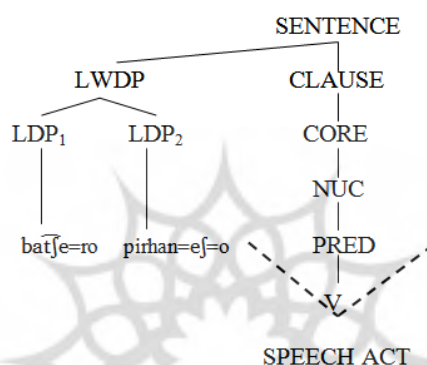 SENTENCE
LWDP CLAUSE
LDP₁ LDP₂ CORE
NUC
bat͡ʃe=ro pirhan=eʃ=o PRED
V
SPEECH ACT